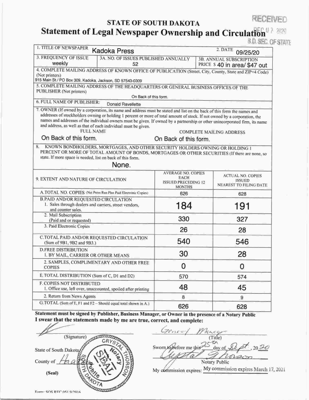 RECEIVED
STATE OF SOUTH DAKOTA
Statement of Legal Newspaper Ownership and Circulation
S.D. SEC. OF STATE
1. TITLE OF NEWSPAPER
Kadoka Press
2. DATE
09/25/20
3. FREQUENCY OF ISSUE
weekly
3A. NO. OF ISSUES PUBLISHED ANNUALLY
52
3B. ANNUAL SUBSCRIPTION
PRICE $ 40 in area/ $47 out
4. COMPLETE MAILING ADDRESS OF KNOWN OFFICE OF PUBLICATION (Street, City, County, State and ZIP+4 Code)
(Not printers)
915 Main St./ PO Box 309, Kadoka, Jackson, SD 57543-0309
5. COMPLETE MAILING ADDRESS OF THE HEADQUARTERS OR GENERAL BUSINESS OFFICES OF THE
PUBLISHER (Not printers)
On Back of this form.
6. FULL NAME OF PUBLISHER:
Donald Ravellette
7. OWNER (If owned by a corporation, its name and address must be stated and list on the back of this form the names and
addresses of stockholders owning or holding 1 percent or more of total amount of stock. If not owned by a corporation, the
names and addresses of the individual owners must be given. If owned by a partnership or other unincorporated firm, its name
and address, as well as that of each individual must be given.
FULL NAME
COMPLETE MAILING ADDRESS
On Back of this form.
On Back of this form.
8. KNOWN BONDHOLDERS, MORTGAGES, AND OTHER SECURITY HOLDERS OWNING OR HOLDING 1
PERCENT OR MORE OF TOTAL AMOUNT OF BONDS, MORTGAGES OR OTHER SECURITIES (If there are none, so
state. If more space is needed, list on back of this form.
None.
9. EXTENT AND NATURE OF CIRCULATION
AVERAGE NO. COPIES
EACH
ISSUED PRECEDING 12
MONTHS
ACTUAL NO. COPIES
ISSUED
NEAREST TO FILING DATE
A. TOTAL NO. COPIES
626
628
B. PAID AND/OR REQUESTED CIRCULATION
1. Sales through dealers and carriers, street vendors,
and counter sales.
184
191
2. Mail Subscription
(Paid and or requested)
330
327
3. Paid Electronic Copies
26
28
C. TOTAL PAID AND/OR REQUESTED CIRCULATION
(Sum of 9B1, 9B2 and 9B3.)
540
546
D. FREE DISTRIBUTION
1. BY MAIL, CARRIER OR OTHER MEANS
30
28
2. SAMPLES, COMPLIMENTARY AND OTHER FREE
COPIES
0
0
E. TOTAL DISTRIBUTION (Sum of C, D1 and D2)
570
574
F. COPIES NOT DISTRIBUTED
1. Office use, left over, unaccounted, spoiled after printing
48
45
2. Return from News Agents
9
9
G. TOTAL (Sum of E, F1 and F2 - Should equal total shown in A.)
626
628
Statement must be signed by Publisher, Business Manager, or Owner in the presence of a Notary Public
I swear that the statements made by me are true, correct, and complete:
(Signature)
(Title)
State of South Dakota
County of
(Seal)
SEAL
SOUTH DAKOTA
Sworn to before me this 25th day of Sept 2020
Notary Public
My commission expires: My commission expires March 17, 2021